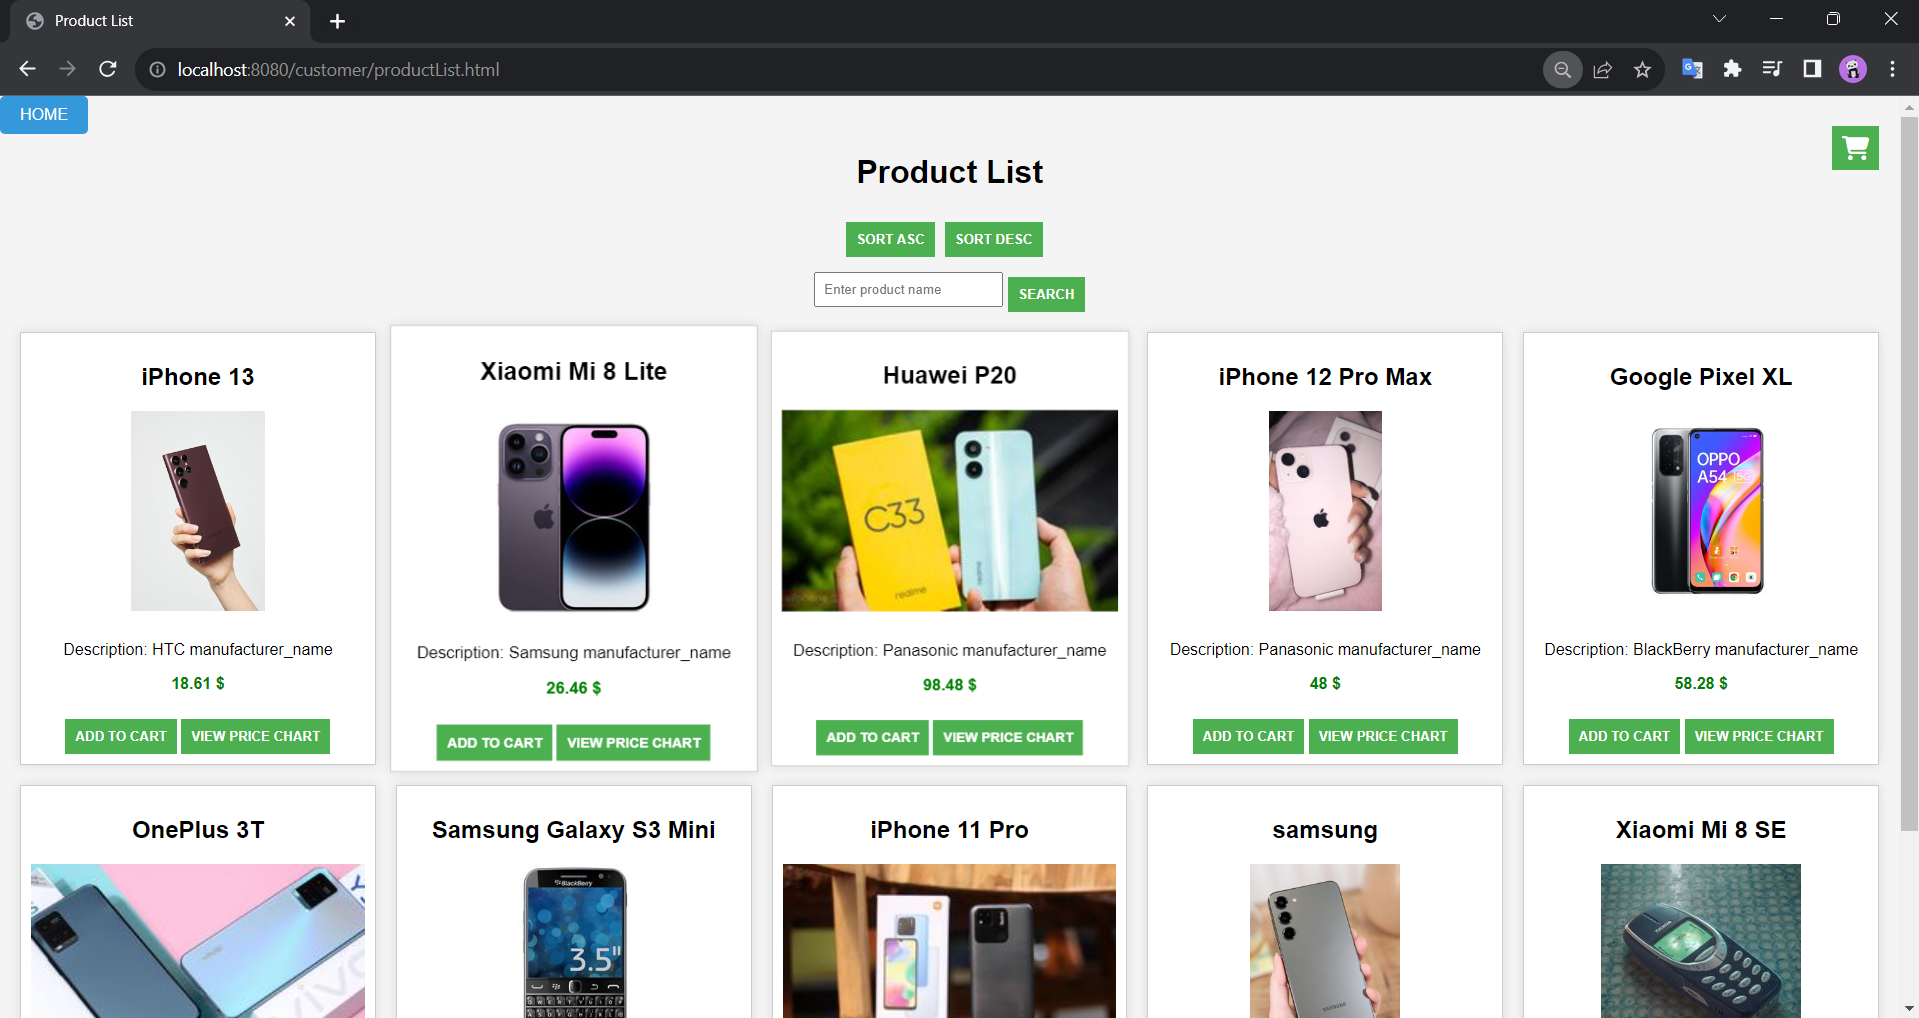 Product List
localhost:8080/customer/productList.html
HOME
Product List
SORT ASC SORT DESC
Enter product name SEARCH
iPhone 13
Description: HTC manufacturer_name
18.61 $
ADD TO CART VIEW PRICE CHART
Xiaomi Mi 8 Lite
Description: Samsung manufacturer_name
26.46 $
ADD TO CART VIEW PRICE CHART
Huawei P20
C33
realme
realme
Description: Panasonic manufacturer_name
98.48 $
ADD TO CART VIEW PRICE CHART
iPhone 12 Pro Max
Description: Panasonic manufacturer_name
48 $
ADD TO CART VIEW PRICE CHART
Google Pixel XL
OPPO
A54 5G
Description: BlackBerry manufacturer_name
58.28 $
ADD TO CART VIEW PRICE CHART
OnePlus 3T
vivo
Samsung Galaxy S3 Mini
BlackBerry
3.5"
iPhone 11 Pro
samsung
SAMSUNG
Xiaomi Mi 8 SE
NOKIA